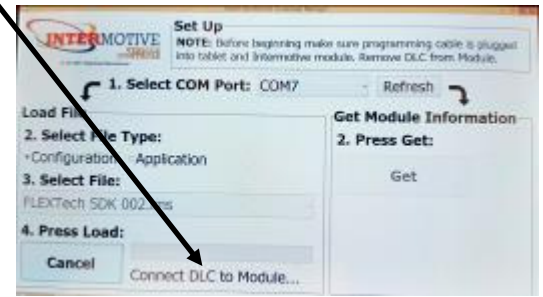 INTERMOTIVE
Set Up
NOTE: Before beginning make sure programming cable is plugged
into tablet and Intermotive module. Remove DLC from Module.
1. Select COM Port: COM7
Refresh
Load File
2. Select File Type:
Configuration Application
3. Select File:
FLEXTech SDK 002
4. Press Load:
Cancel
Connect DLC to Module...
Get Module Information
2. Press Get:
Get